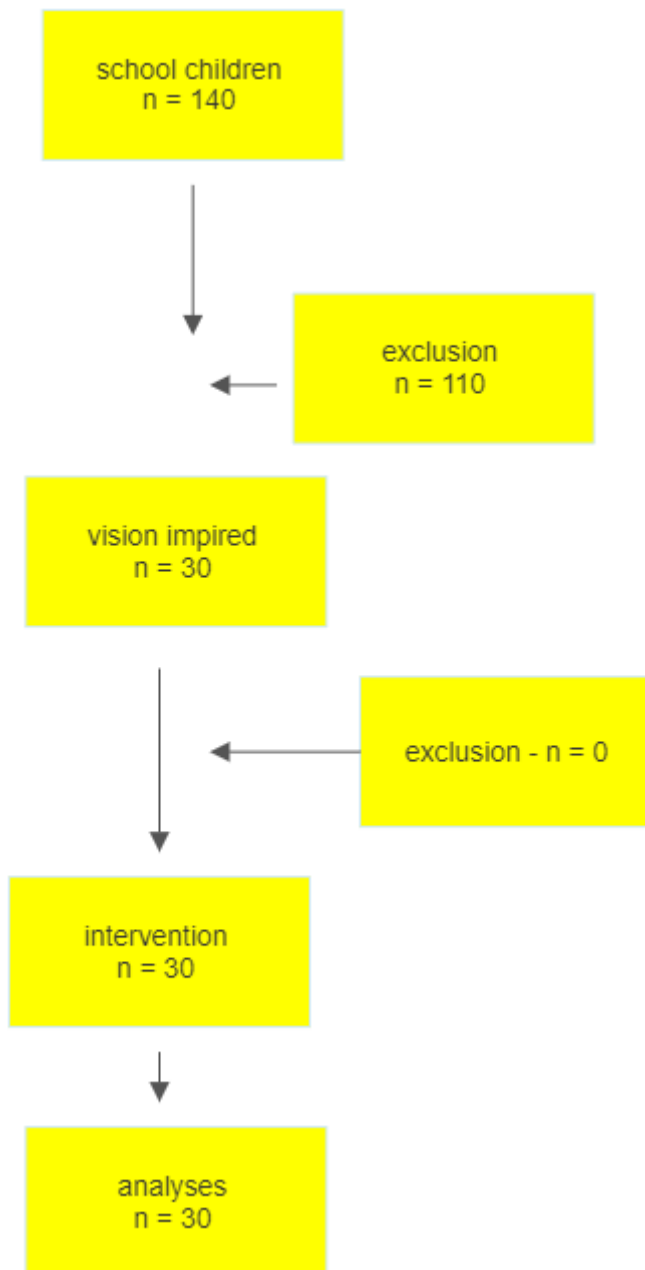 school children
n = 140
exclusion
n = 110
vision impired
n = 30
exclusion - n = 0
intervention
n = 30
analyses
n = 30